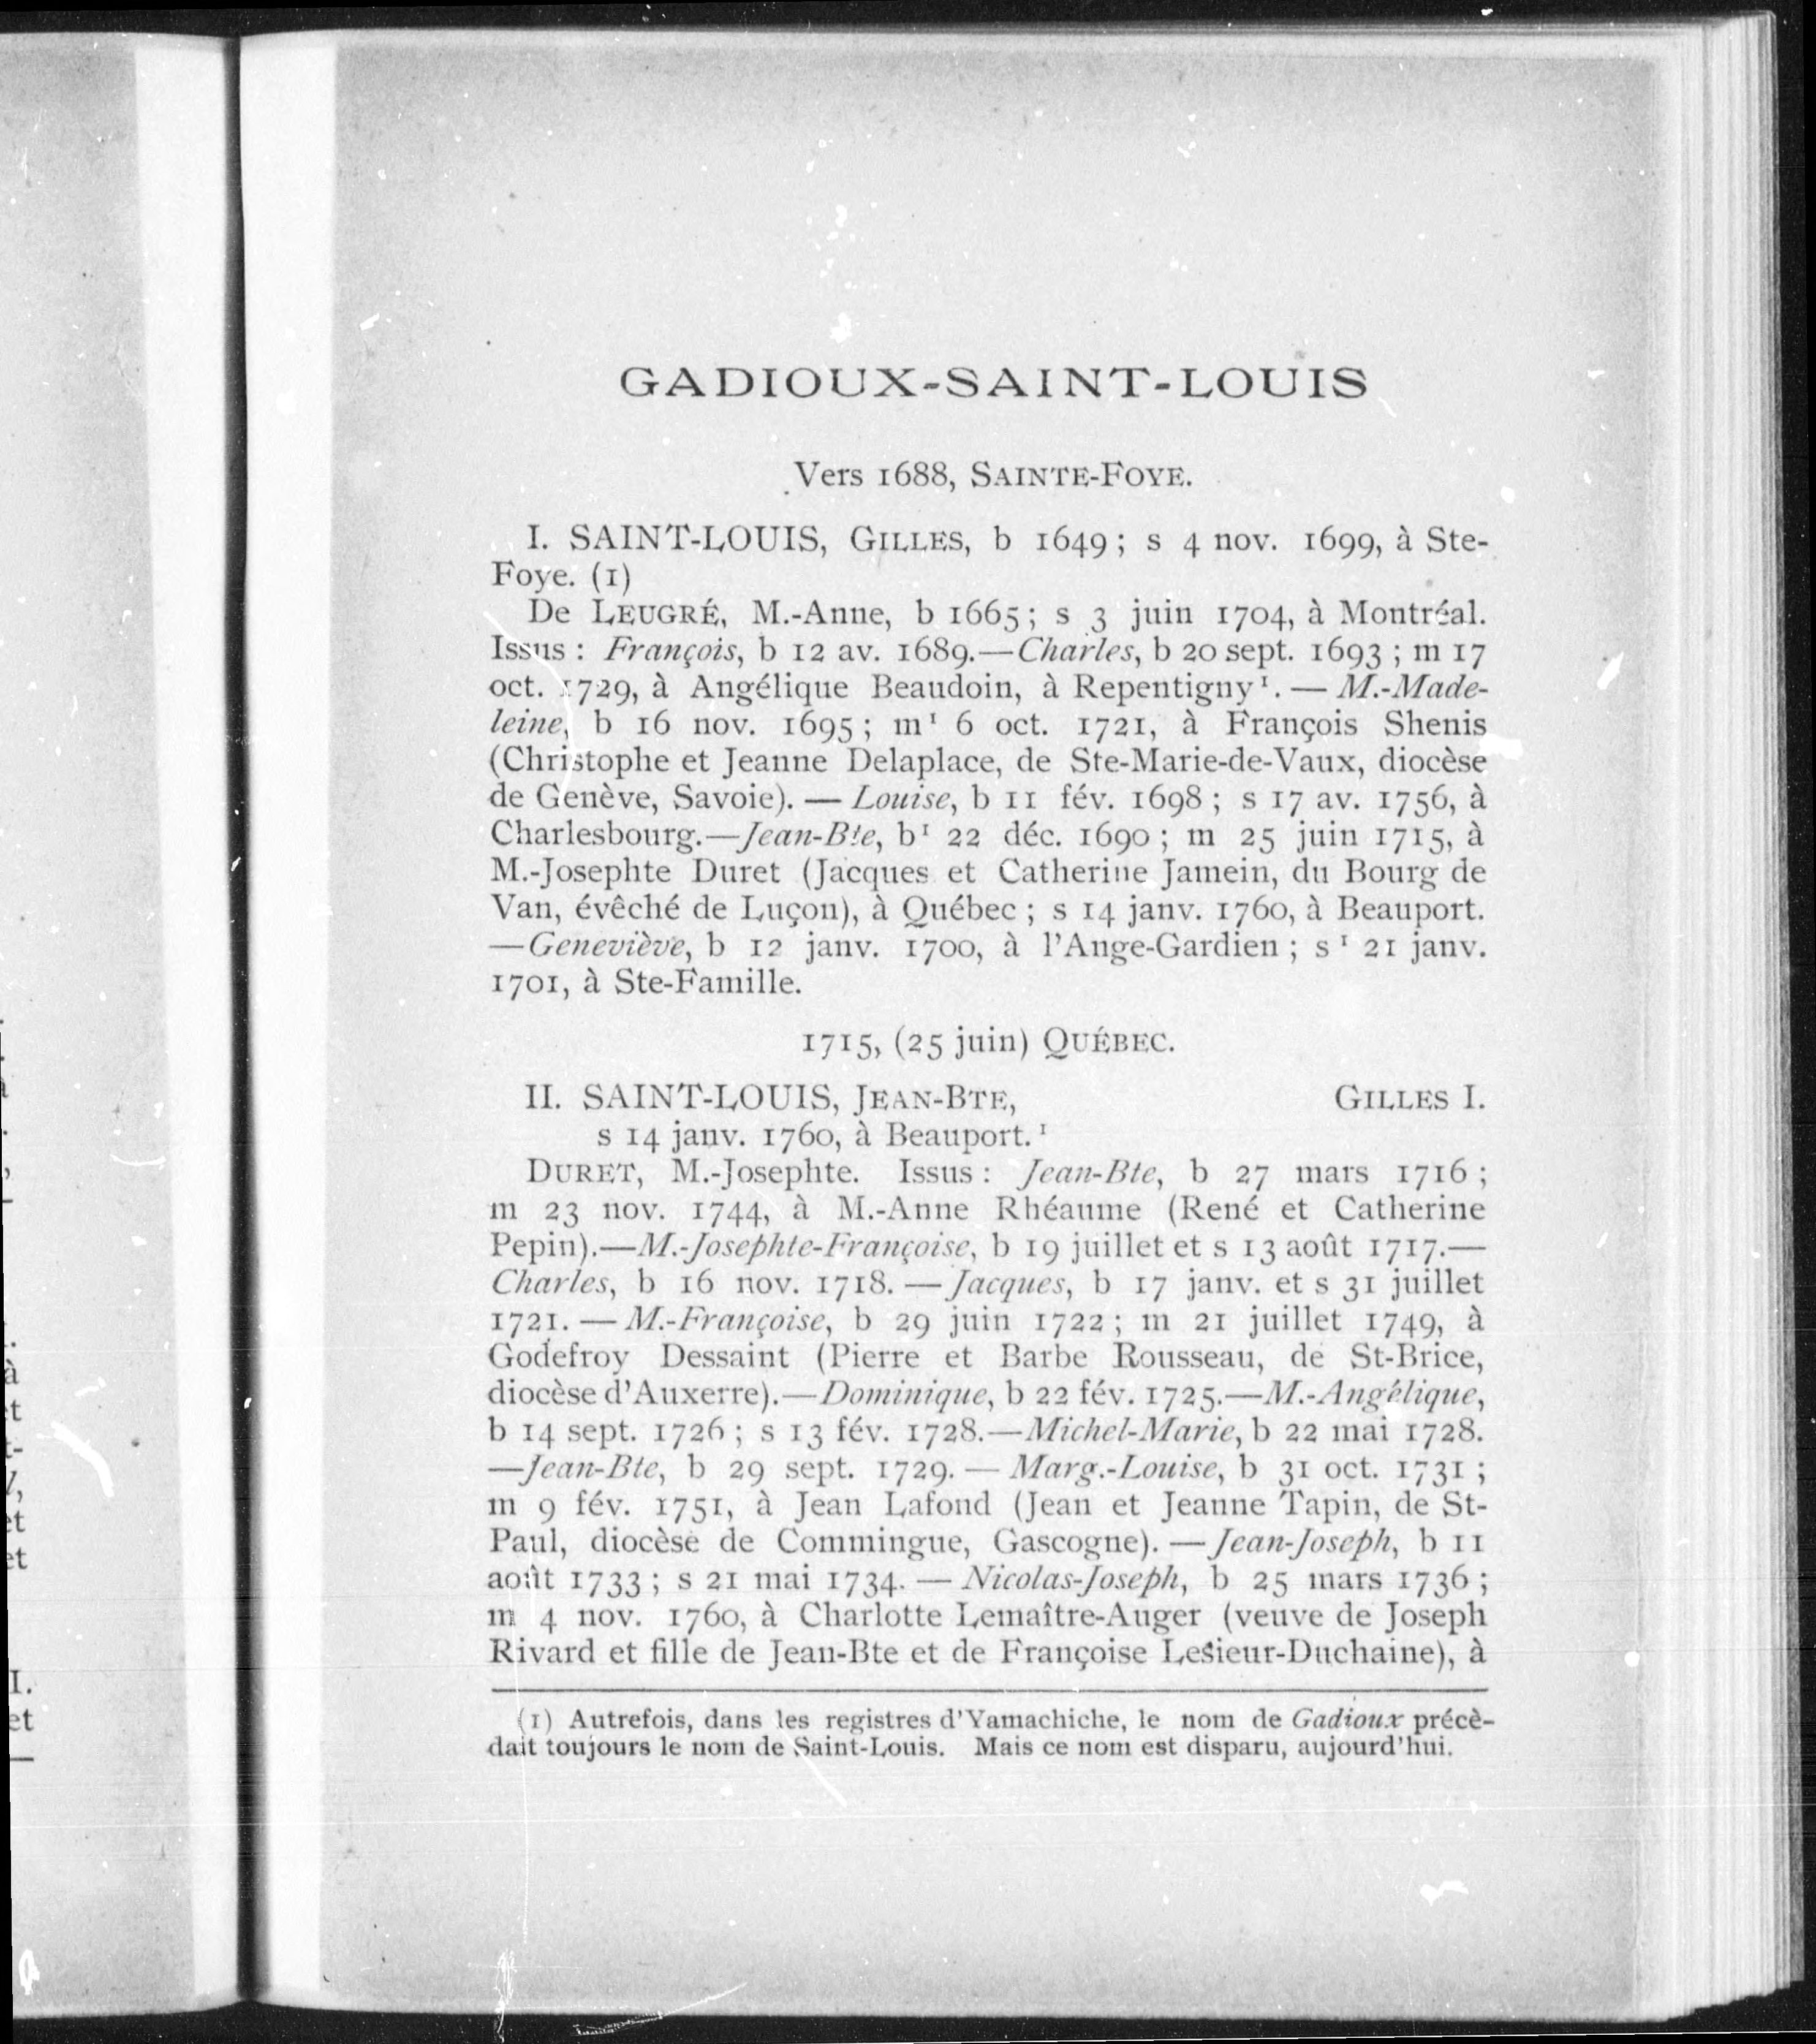 GADIOUX-SAINT-LOUIS
Vers 1688, SAINTE-FOYE.
I. SAINT-LOUIS, GILLES, b 1649 ; s 4 nov. 1699, à Ste-
Foye. (1)
De LEUGRÉ, M.-Anne, b 1665 ; s 3 juin 1704, à Montréal.
Issus : François, b 12 av. 1689.—Charles, b 20 sept. 1693 ; m 17
oct. 1729, à Angélique Beaudoin, à Repentigny¹. — M.-Made-
leine, b 16 nov. 1695 ; m¹ 6 oct. 1721, à François Shenis
(Christophe et Jeanne Delaplace, de Ste-Marie-de-Vaux, diocèse
de Genève, Savoie). — Louise, b 11 fév. 1698 ; s 17 av. 1756, à
Charlesbourg.—Jean-Bte, b¹ 22 déc. 1690 ; m 25 juin 1715, à
M.-Josephte Duret (Jacques et Catherine Jamein, du Bourg de
Van, évêché de Luçon), à Québec ; s 14 janv. 1760, à Beauport.
—Geneviève, b 12 janv. 1700, à l'Ange-Gardien ; s ¹ 21 janv.
1701, à Ste-Famille.
1715, (25 juin) QUÉBEC.
II. SAINT-LOUIS, JEAN-BTE, GILLES I.
s 14 janv. 1760, à Beauport.¹
DURET, M.-Josephte. Issus : Jean-Bte, b 27 mars 1716 ;
m 23 nov. 1744, à M.-Anne Rhéaume (René et Catherine
Pepin).—M.-Josephte-Françoise, b 19 juillet et s 13 août 1717.—
Charles, b 16 nov. 1718. — Jacques, b 17 janv. et s 31 juillet
1721. — M.-Françoise, b 29 juin 1722 ; m 21 juillet 1749, à
Godefroy Dessaint (Pierre et Barbe Rousseau, de St-Brice,
diocèse d'Auxerre).—Dominique, b 22 fév. 1725.—M.-Angélique,
b 14 sept. 1726 ; s 13 fév. 1728.—Michel-Marie, b 22 mai 1728.
—Jean-Bte, b 29 sept. 1729. — Marg.-Louise, b 31 oct. 1731 ;
m 9 fév. 1751, à Jean Lafond (Jean et Jeanne Tapin, de St-
Paul, diocèse de Commingue, Gascogne). — Jean-Joseph, b 11
août 1733 ; s 21 mai 1734. — Nicolas-Joseph, b 25 mars 1736 ;
m 4 nov. 1760, à Charlotte Lemaître-Auger (veuve de Joseph
Rivard et fille de Jean-Bte et de Françoise Lesieur-Duchaine), à
(1) Autrefois, dans les registres d'Yamachiche, le nom de Gadioux précè-
dait toujours le nom de Saint-Louis. Mais ce nom est disparu, aujourd'hui.